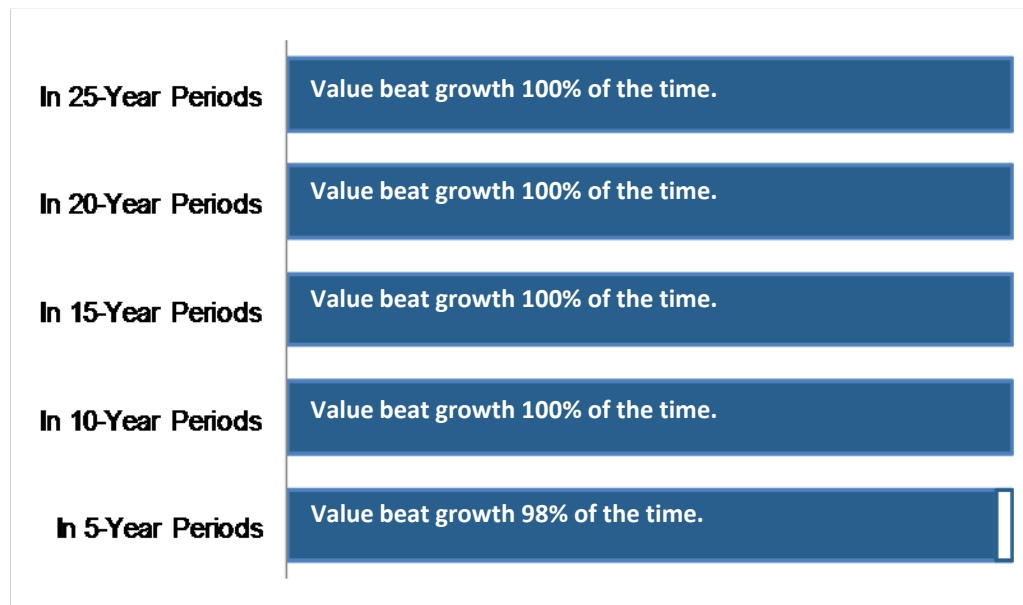 In 25-Year Periods
Value beat growth 100% of the time.
In 20-Year Periods
Value beat growth 100% of the time.
In 15-Year Periods
Value beat growth 100% of the time.
In 10-Year Periods
Value beat growth 100% of the time.
In 5-Year Periods
Value beat growth 98% of the time.